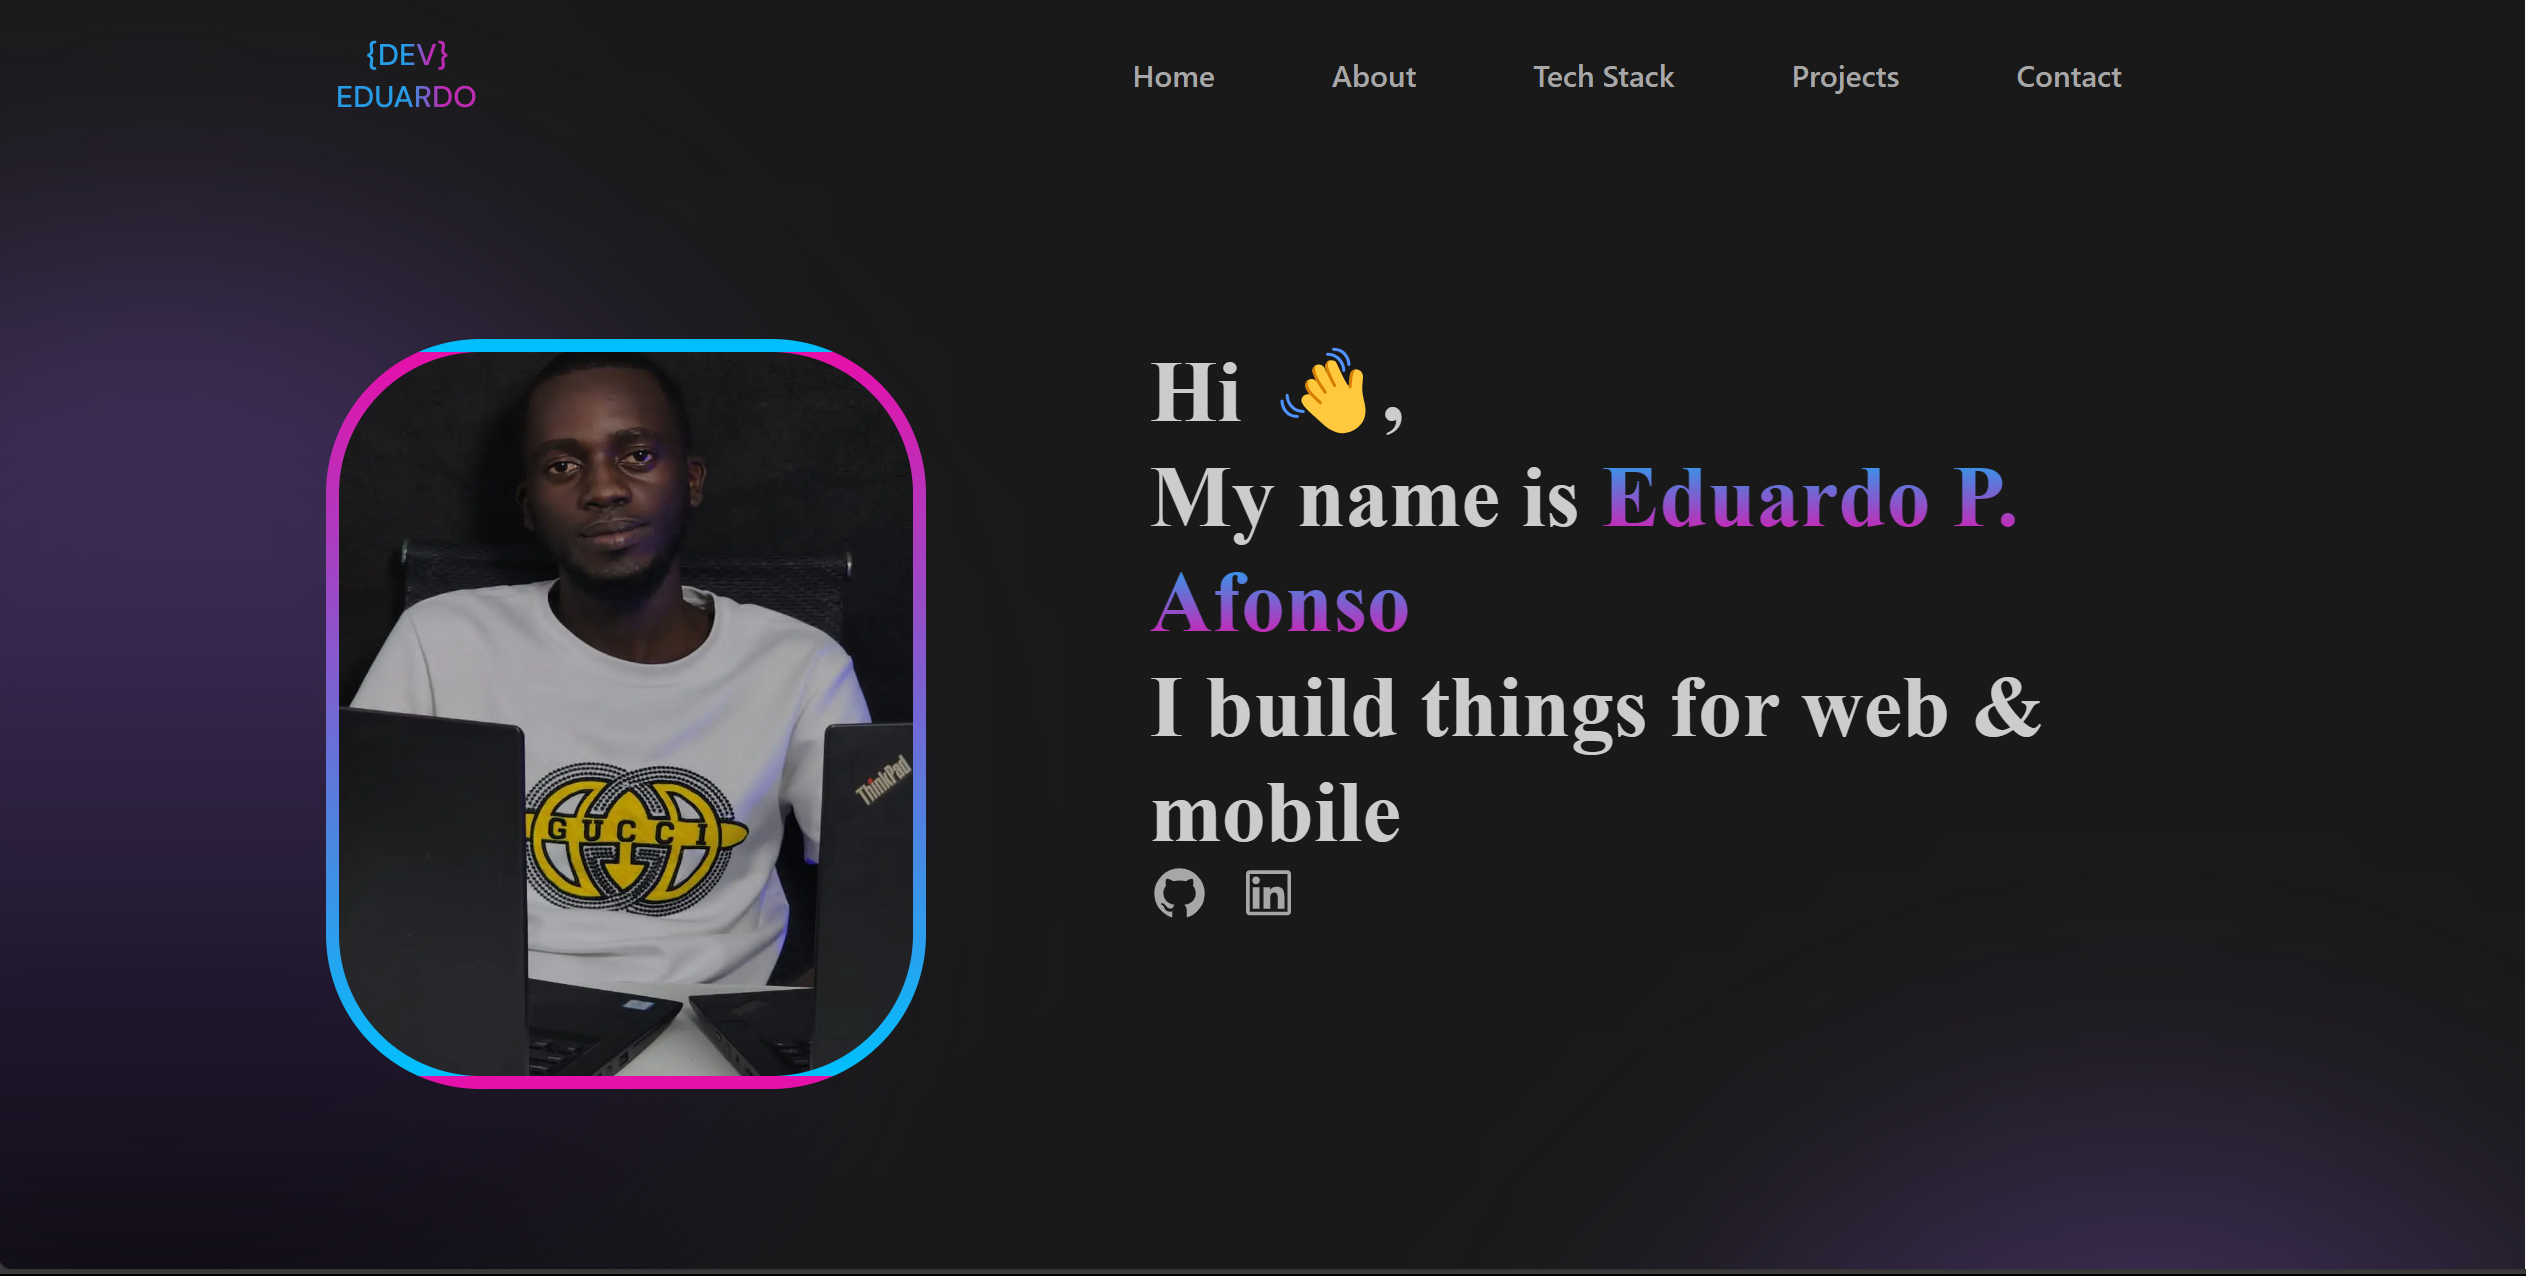 {DEV}
EDUARDO
Home About Tech Stack Projects Contact
Hi 👋,
My name is Eduardo P.
Afonso
I build things for web &
mobile
in
ThinkPad
GUCCI